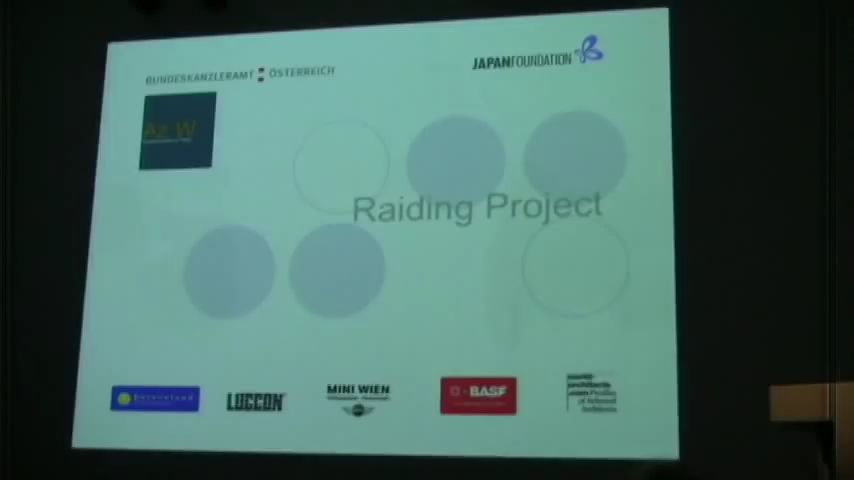 BUNDESKANZLERAMT ÖSTERREICH
JAPANFOUNDATION
Az W
Raiding Project
LUCCON
MINI WIEN
BASF